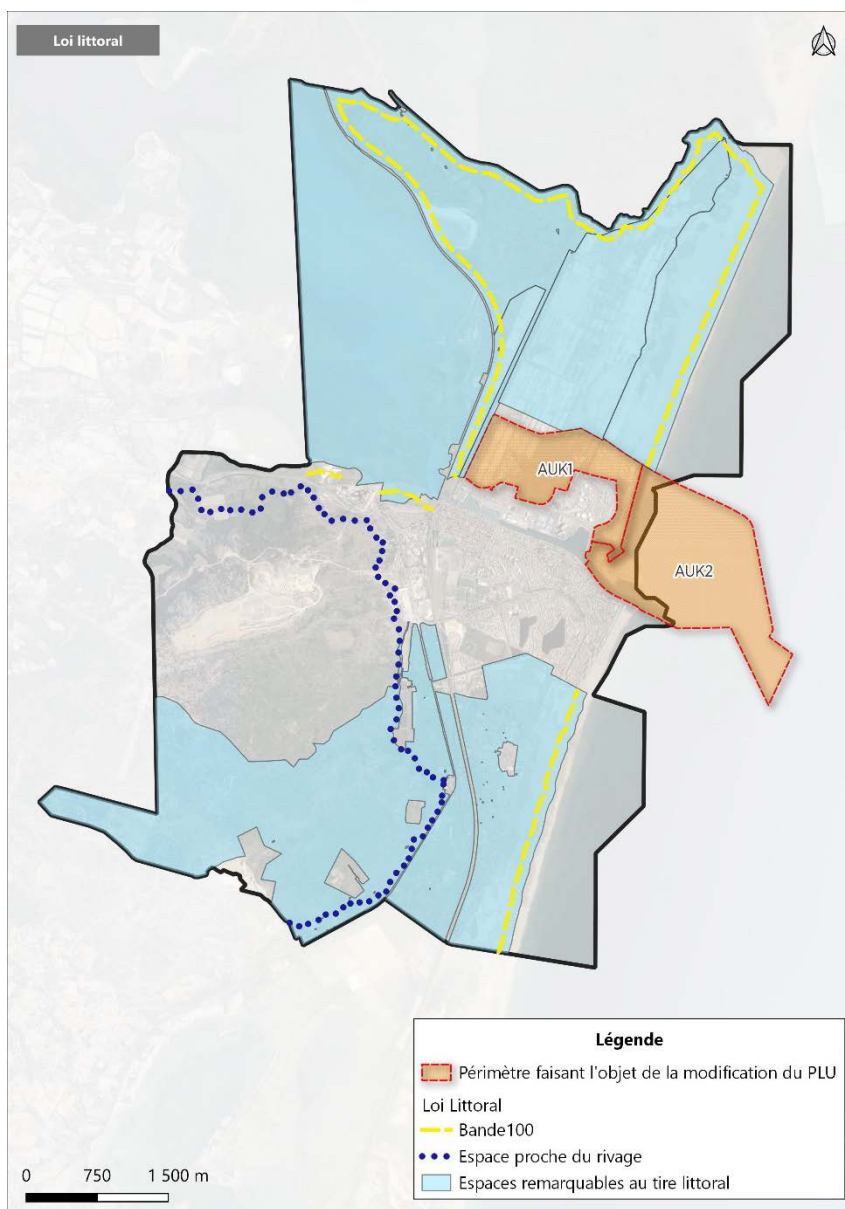 Loi littoral
AUK1
AUK2
Légende
Périmètre faisant l'objet de la modification du PLU
Loi Littoral
Bande100
Espace proche du rivage
Espaces remarquables au tire littoral
0 750 1 500 m